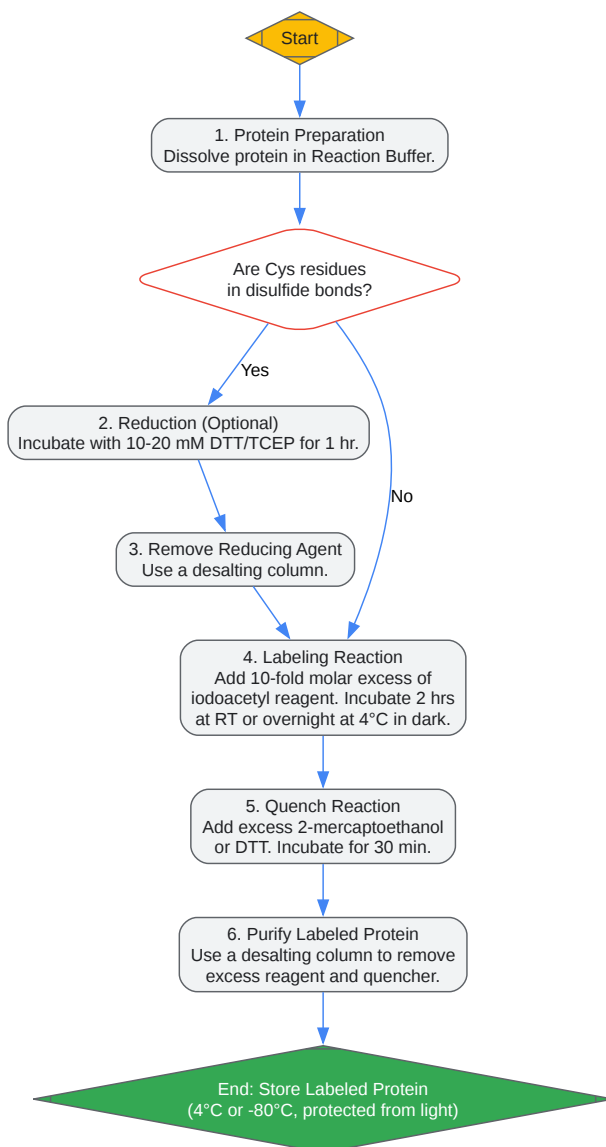 Start
1. Protein Preparation
Dissolve protein in Reaction Buffer.
Are Cys residues
in disulfide bonds?
Yes
2. Reduction (Optional)
Incubate with 10-20 mM DTT/TCEP for 1 hr.
No
3. Remove Reducing Agent
Use a desalting column.
4. Labeling Reaction
Add 10-fold molar excess of
iodoacetyl reagent. Incubate 2 hrs
at RT or overnight at 4°C in dark.
5. Quench Reaction
Add excess 2-mercaptoethanol
or DTT. Incubate for 30 min.
6. Purify Labeled Protein
Use a desalting column to remove
excess reagent and quencher.
End: Store Labeled Protein
(4°C or -80°C, protected from light)